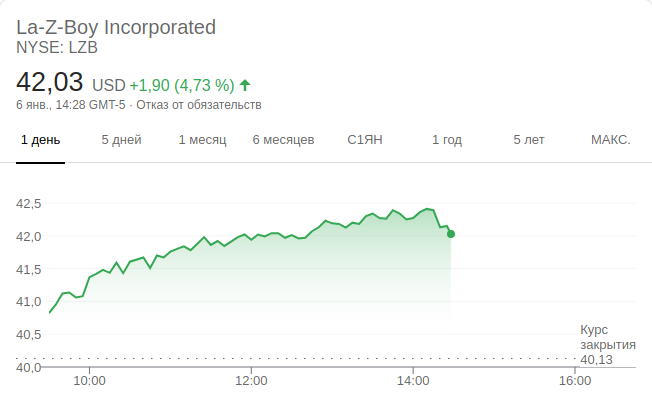 La-Z-Boy Incorporated
NYSE: LZB
42,03 USD +1,90 (4,73 %)
6 янв., 14:28 GMT-5 · Отказ от обязательств
1 день 5 дней 1 месяц 6 месяцев С1ЯН 1 год 5 лет МАКС.
42,5
42,0
41,5
41,0
40,5
40,0
Курс
закрытия
40,13
10:00 12:00 14:00 16:00